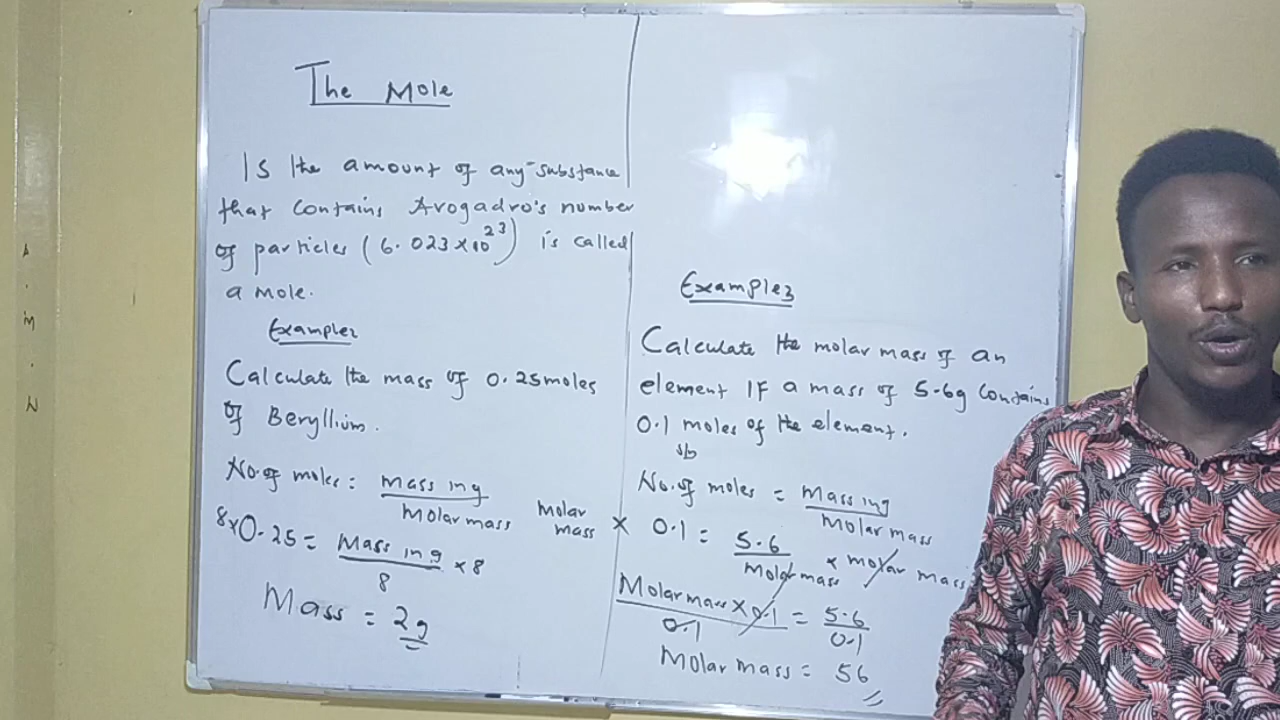 The Mole
Is the amount of any substance
that contains Avogadro's number
of particles (6.023x10^23) is called
a mole.
Example2
Calculate the mass of 0.25moles
of Beryllium.
No. of moles = Mass in g / Molar mass
8x0.25 = Mass in g / 8 x 8
Mass = 2g
Example3
Calculate the molar mass of an
element If a mass of 5.6g contains
0.1 moles of the element.
No. of moles = Mass in g / Molar mass
Molar mass x 0.1 = 5.6 / Molar mass x molar mass
Molar mass x 0.1 / 0.1 = 5.6 / 0.1
Molar mass = 56
A
.
M
.
N